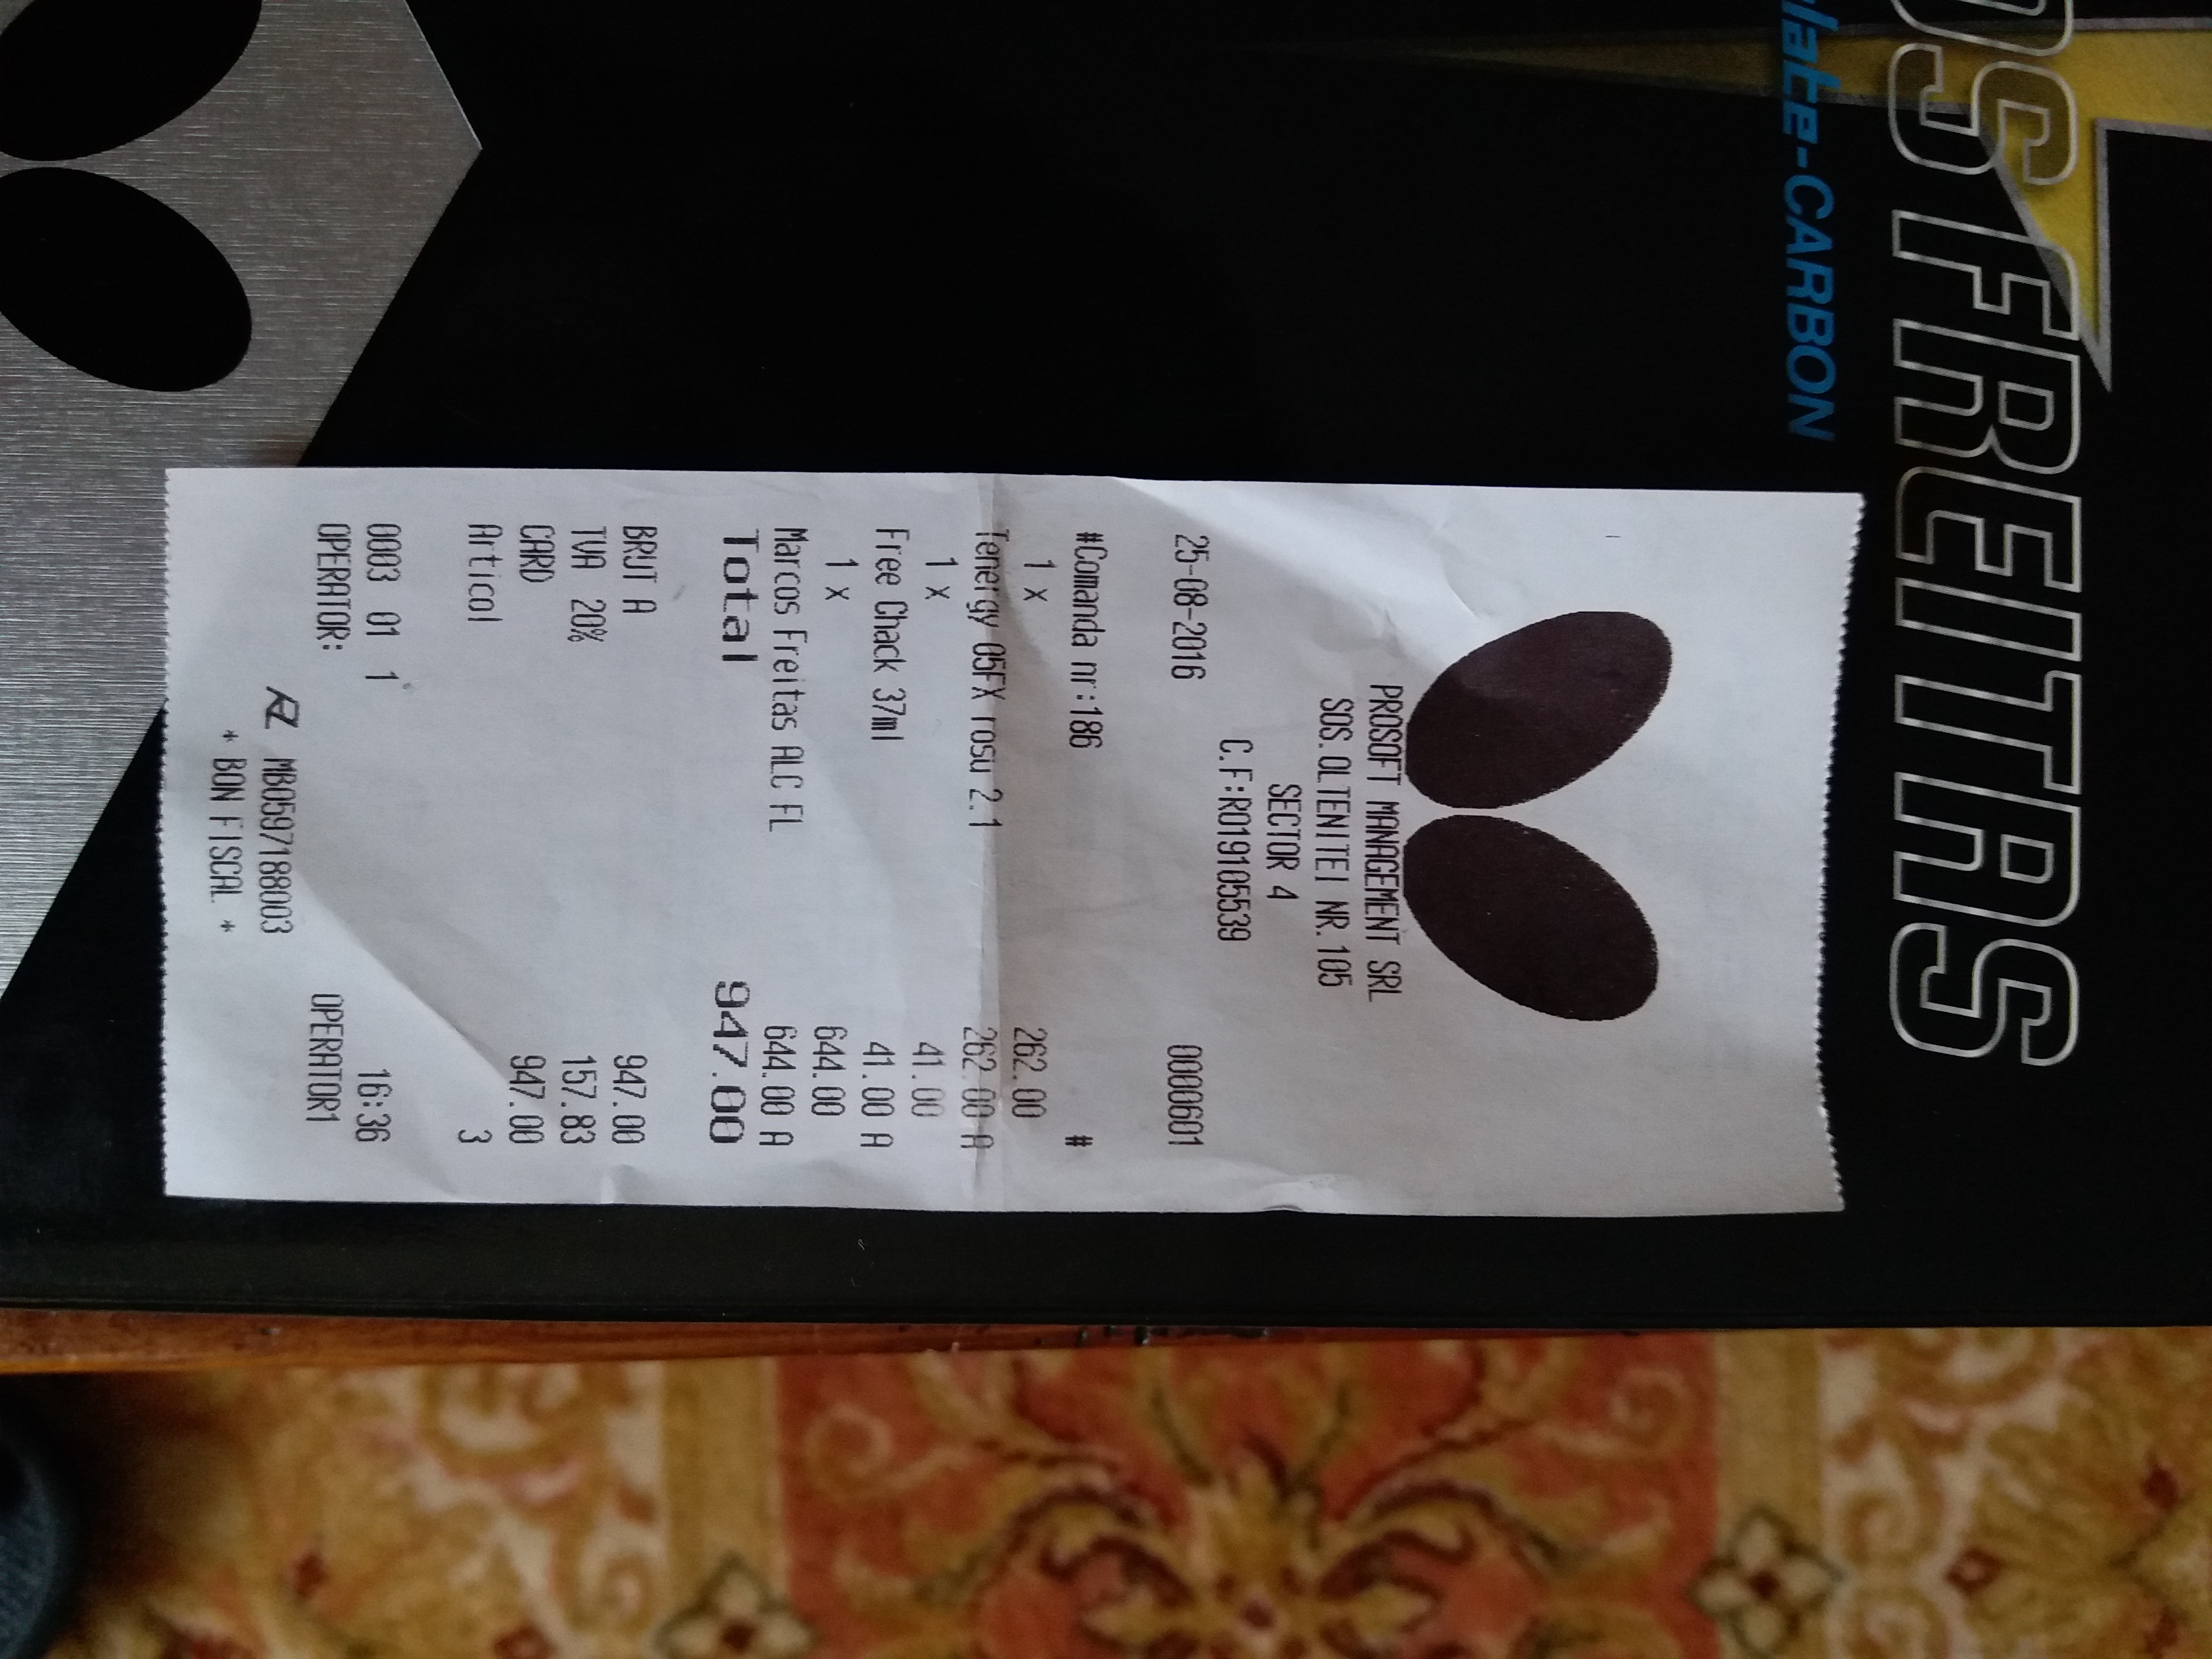 FREITAS
CARBON
PROSOFT MANAGEMENT SRL
SOS.OLTENITEI NR.105
SECTOR 4
C.F:RO19105539
25-08-2016 0000601
#Comanda nr:186 #
1 x 262.00
Tenergy 05FX rosu 2.1 262.00 A
1 x 41.00
Free Chack 37ml 41.00 A
1 x 644.00
Marcos Freitas ALC FL 644.00 A
Total 947.00
BRUT A 947.00
TVA 20% 157.83
CARD 947.00
Articol 3
0003 01 1 16:36
OPERATOR: OPERATOR1
MB0597188003
* BON FISCAL *